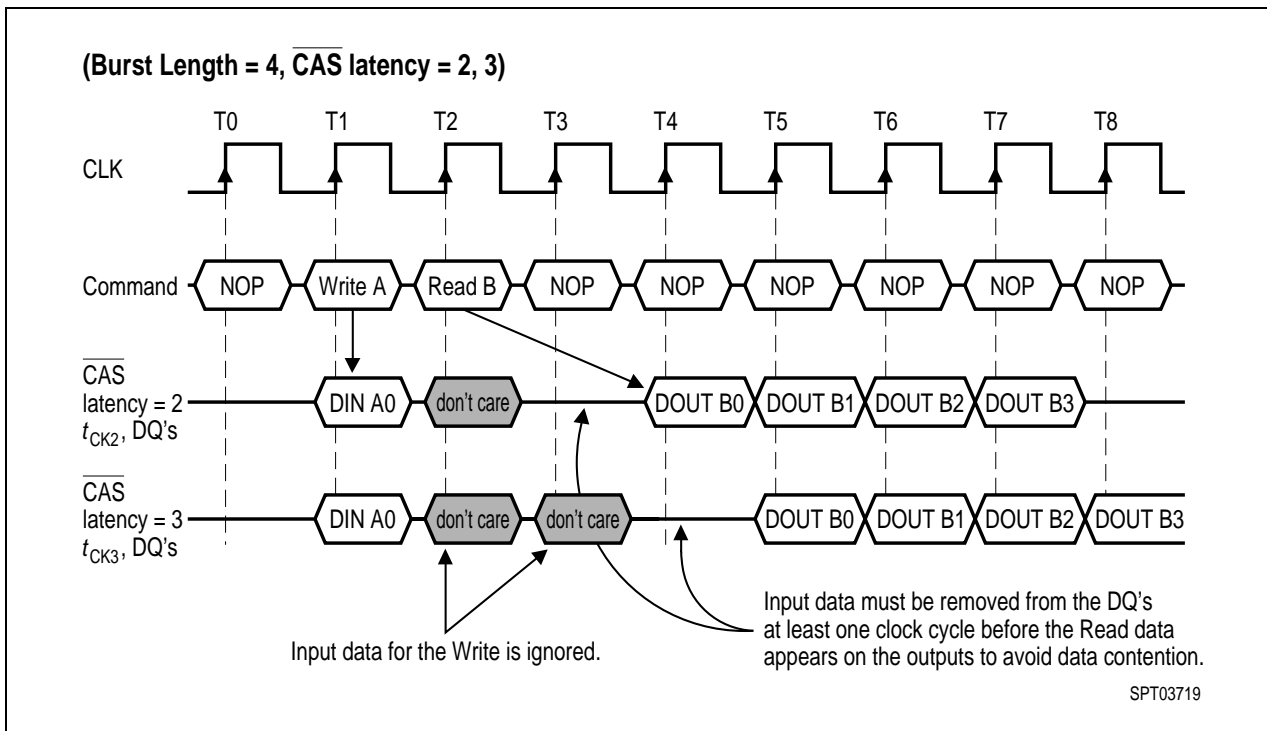 (Burst Length = 4, CAS latency = 2, 3)
T0 T1 T2 T3 T4 T5 T6 T7 T8
CLK
Command NOP Write A Read B NOP NOP NOP NOP NOP NOP
CAS
latency = 2 DIN A0 don't care DOUT B0 DOUT B1 DOUT B2 DOUT B3
tCK2, DQ's
CAS
latency = 3 DIN A0 don't care don't care DOUT B0 DOUT B1 DOUT B2 DOUT B3
tCK3, DQ's
Input data for the Write is ignored.
Input data must be removed from the DQ's
at least one clock cycle before the Read data
appears on the outputs to avoid data contention.
SPT03719